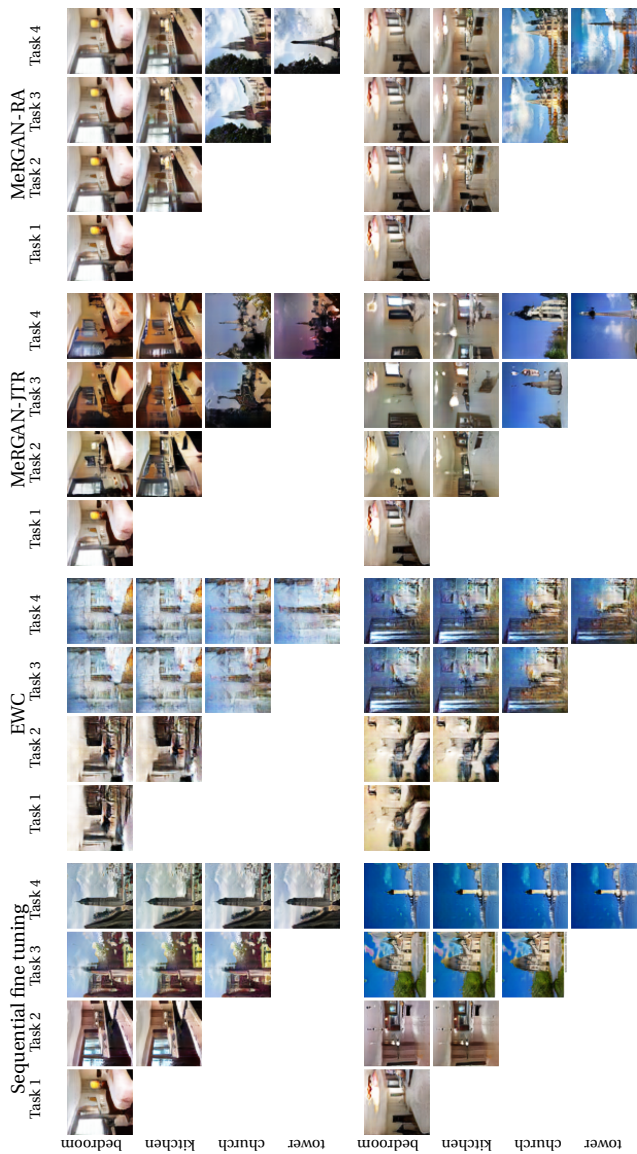 Sequential fine tuning EWC MeRGAN-JTR MeRGAN-RA
Task 1 Task 2 Task 3 Task 4 Task 1 Task 2 Task 3 Task 4 Task 1 Task 2 Task 3 Task 4 Task 1 Task 2 Task 3 Task 4
bedroom
kitchen
church
tower
bedroom
kitchen
church
tower